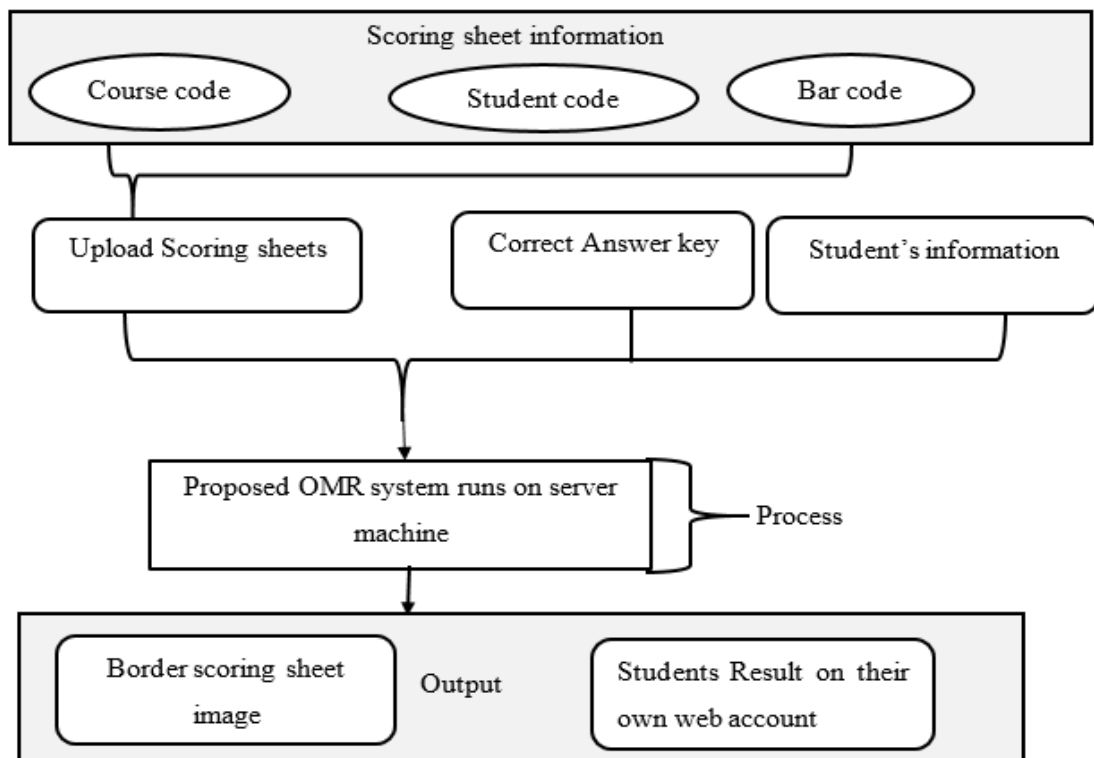 Scoring sheet information
Course code
Student code
Bar code
Upload Scoring sheets
Correct Answer key
Student’s information
Proposed OMR system runs on server
machine
Process
Border scoring sheet
image
Output
Students Result on their
own web account